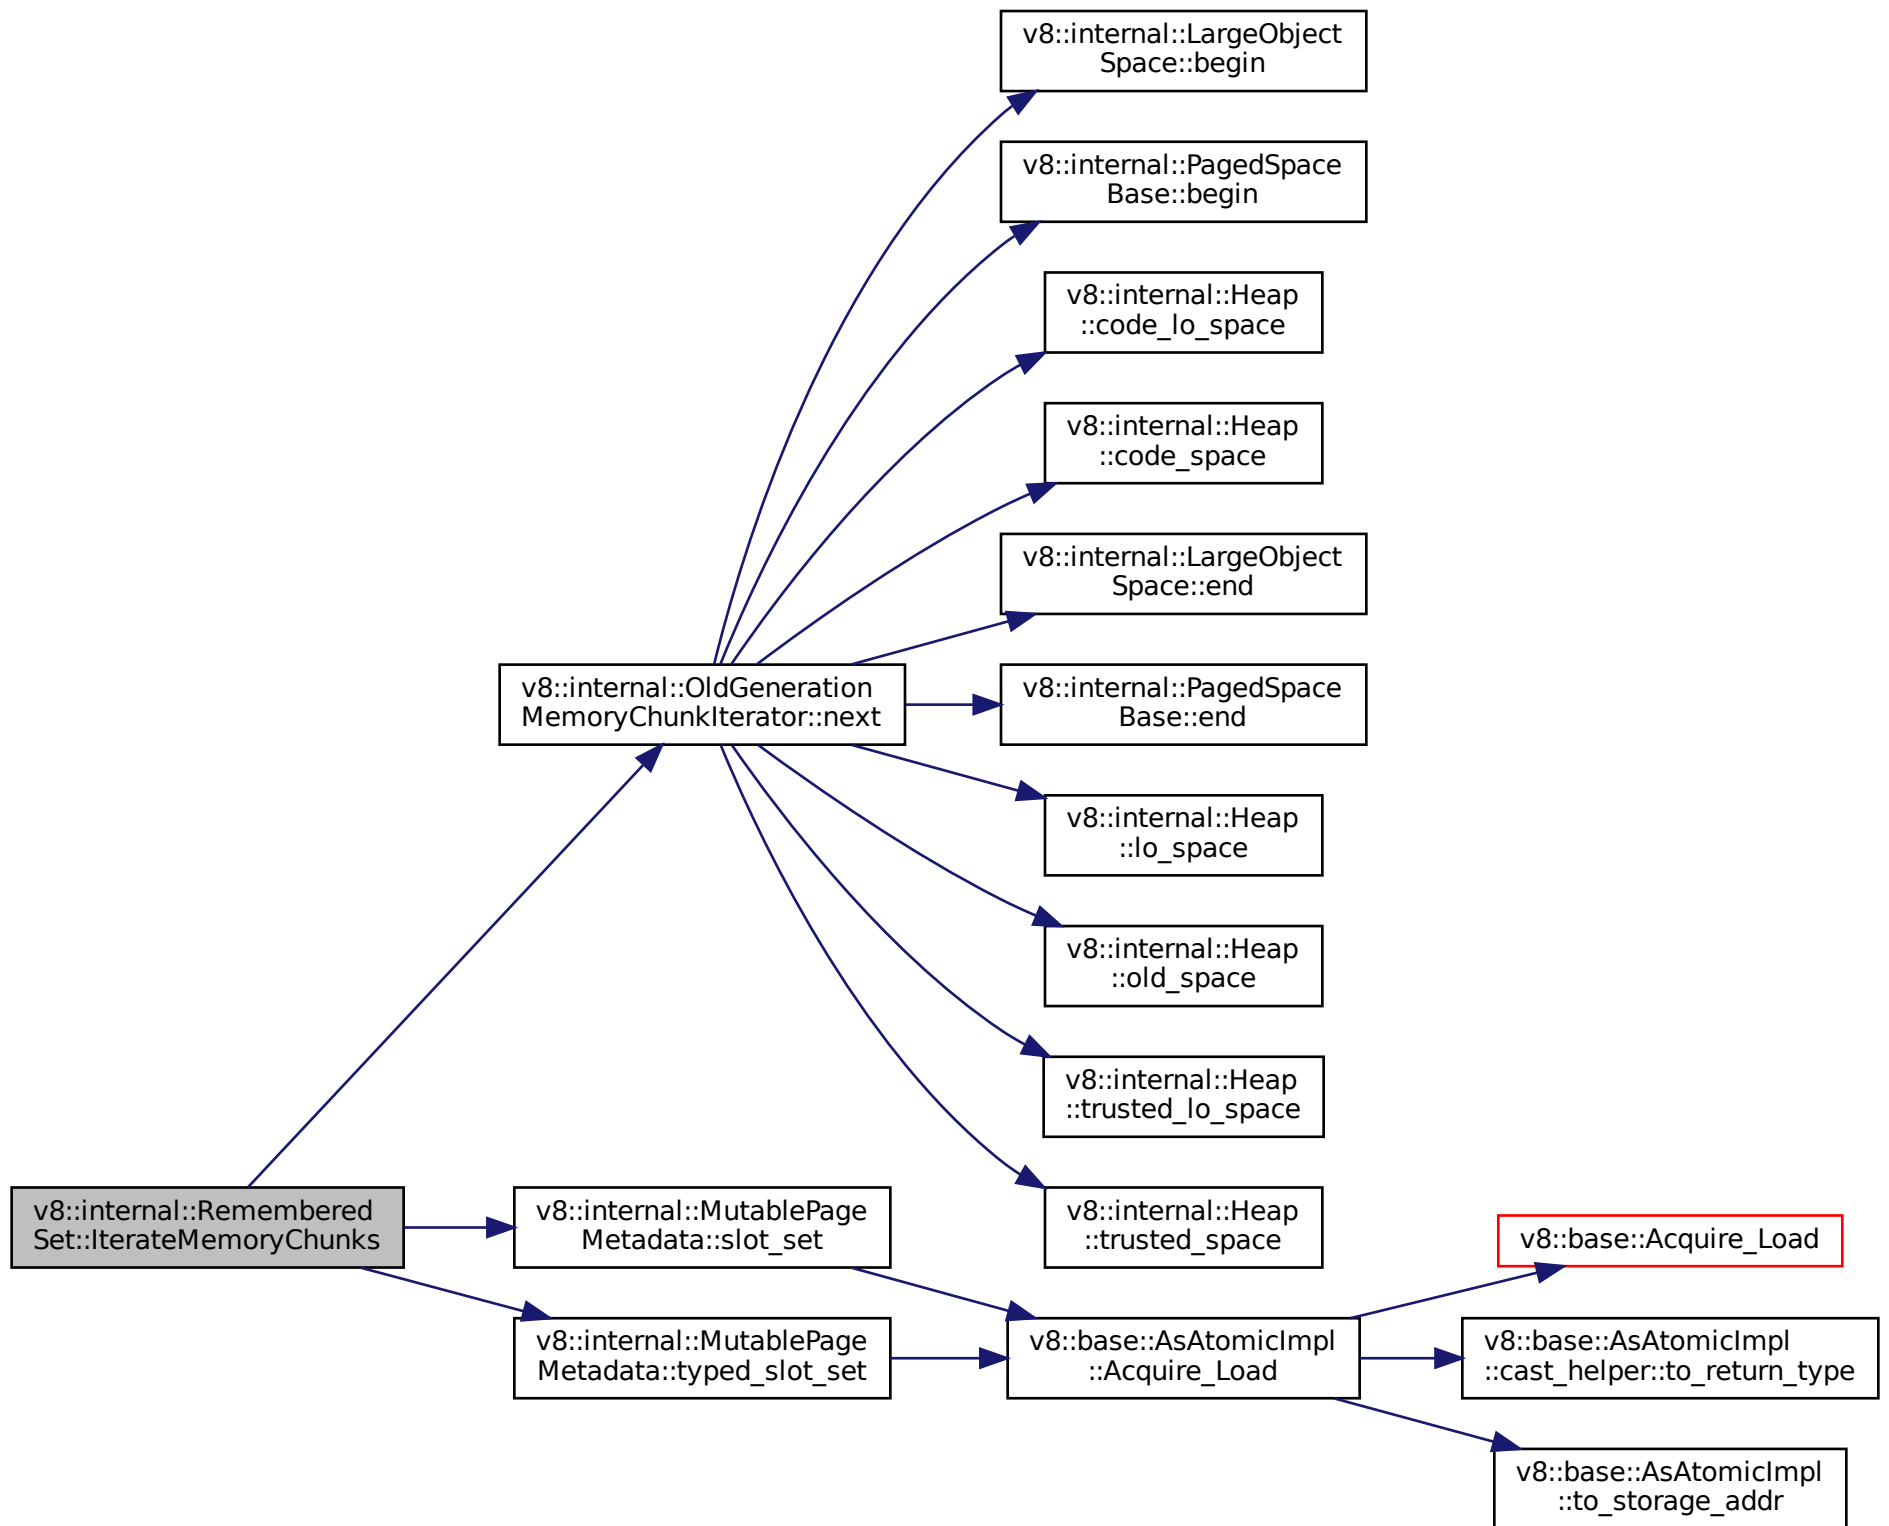 v8::internal::LargeObject
Space::begin
v8::internal::PagedSpace
Base::begin
v8::internal::Heap
::code_lo_space
v8::internal::Heap
::code_space
v8::internal::LargeObject
Space::end
v8::internal::OldGeneration
MemoryChunkIterator::next
v8::internal::PagedSpace
Base::end
v8::internal::Heap
::lo_space
v8::internal::Heap
::old_space
v8::internal::Heap
::trusted_lo_space
v8::internal::Remembered
Set::IterateMemoryChunks
v8::internal::MutablePage
Metadata::slot_set
v8::internal::Heap
::trusted_space
v8::base::Acquire_Load
v8::internal::MutablePage
Metadata::typed_slot_set
v8::base::AsAtomicImpl
::Acquire_Load
v8::base::AsAtomicImpl
::cast_helper::to_return_type
v8::base::AsAtomicImpl
::to_storage_addr